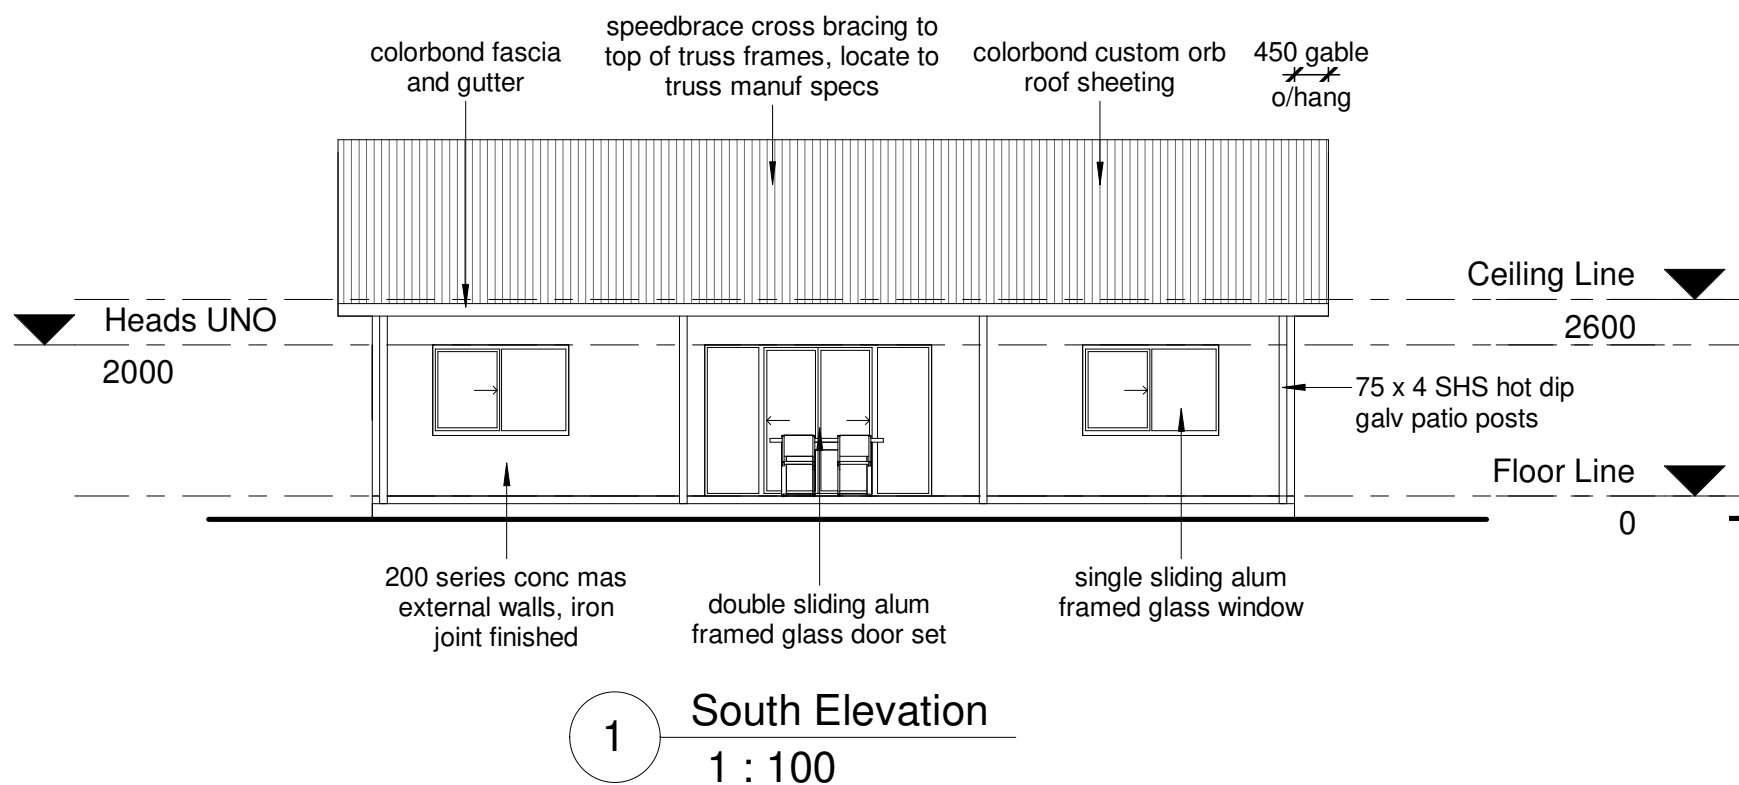 colorbond fascia
and gutter
speedbrace cross bracing to
top of truss frames, locate to
truss manuf specs
colorbond custom orb
roof sheeting
450 gable
o/hang
Heads UNO
2000
Ceiling Line
2600
75 x 4 SHS hot dip
galv patio posts
Floor Line
0
200 series conc mas
external walls, iron
joint finished
double sliding alum
framed glass door set
single sliding alum
framed glass window
1
South Elevation
1 : 100